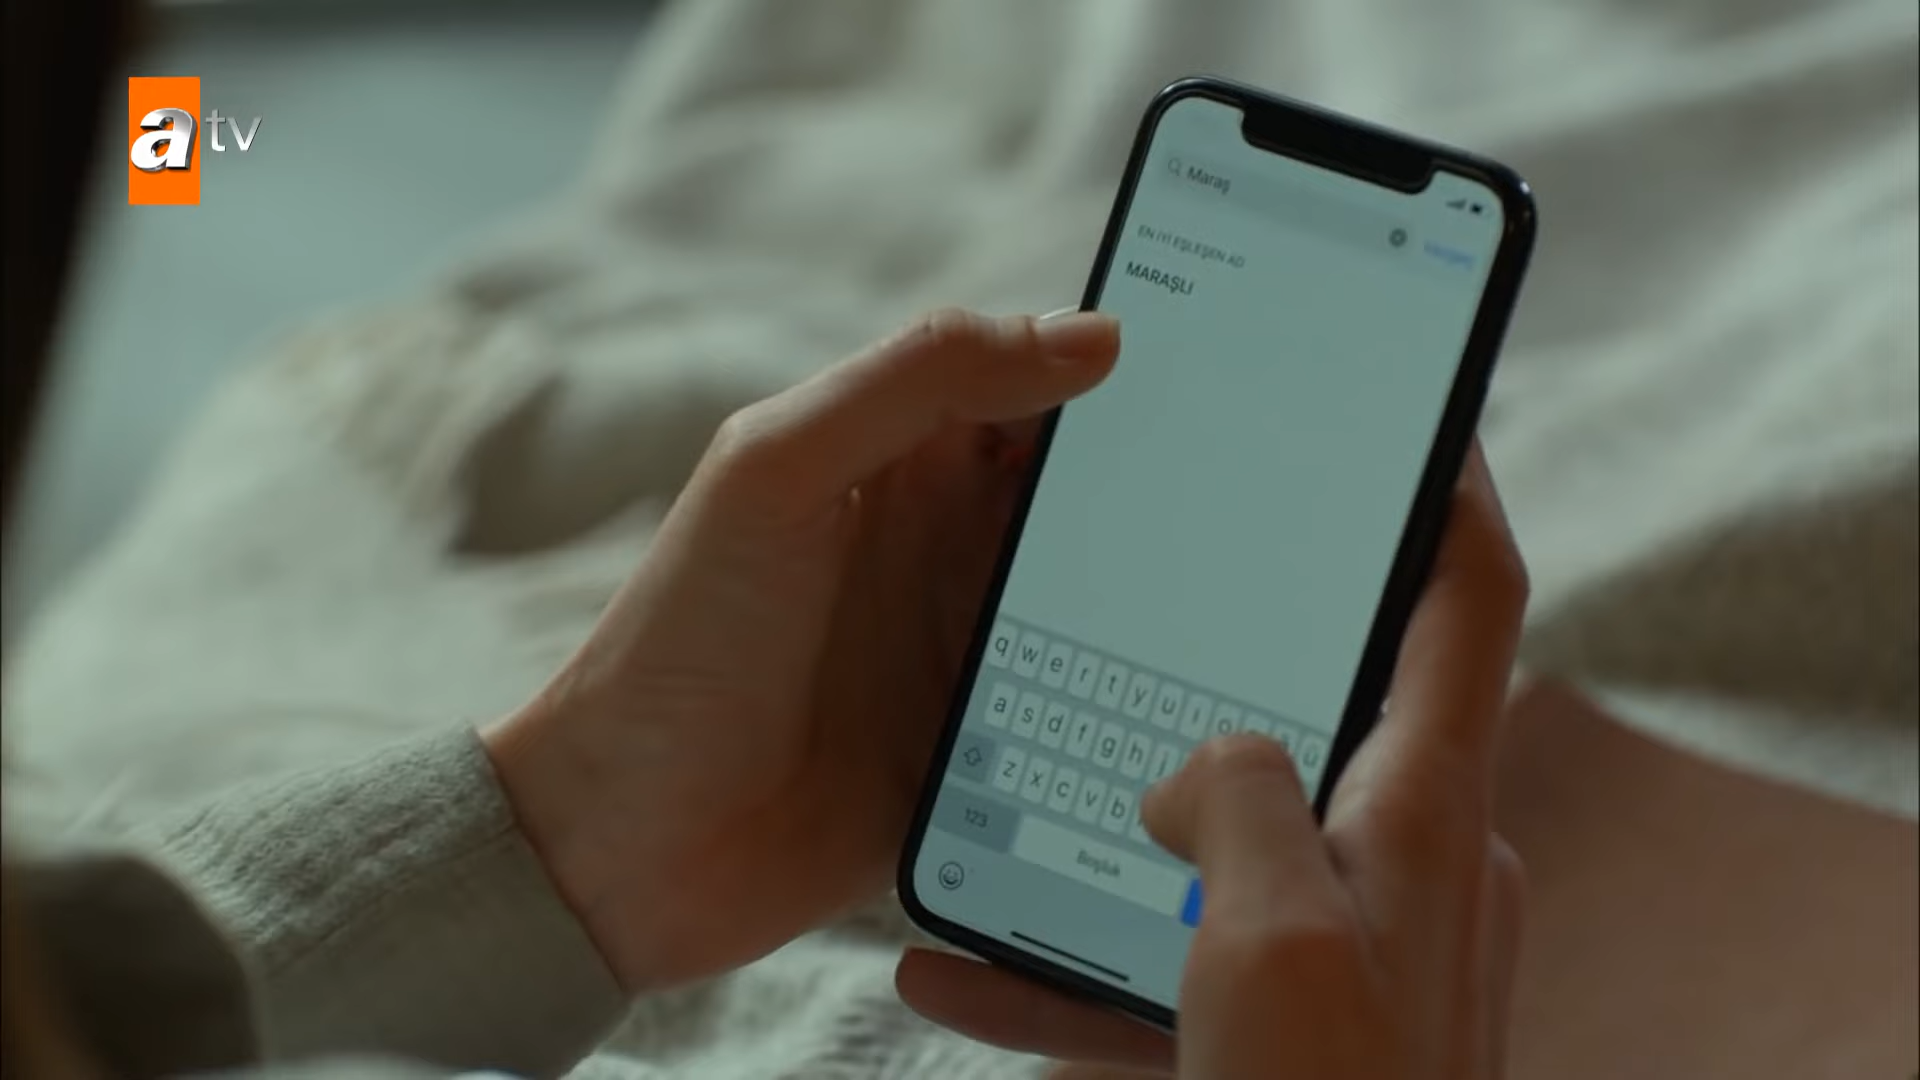 atv
Maraş
EN İYİ EŞLEŞEN AD
MARAŞLI
q w e r t y u ı o ü
a s d f g h j
z x c v b
123
Boşluk